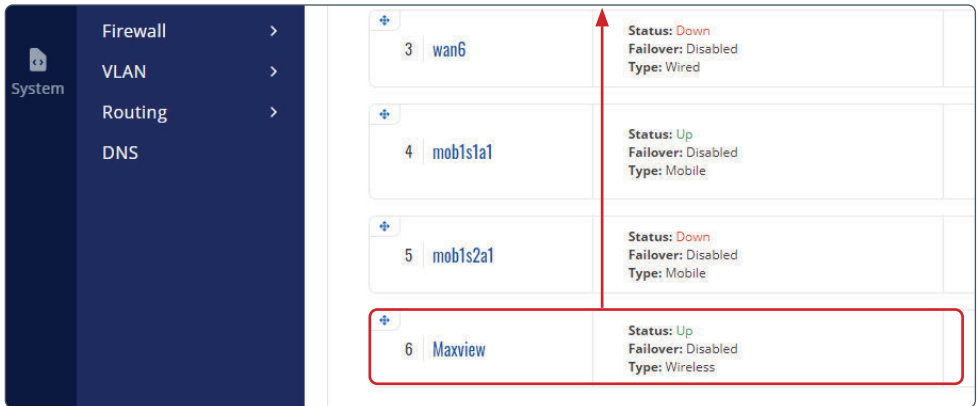 System
Firewall
VLAN
Routing
DNS
3 wan6
Status: Down
Failover: Disabled
Type: Wired
4 mob1s1a1
Status: Up
Failover: Disabled
Type: Mobile
5 mob1s2a1
Status: Down
Failover: Disabled
Type: Mobile
6 Maxview
Status: Up
Failover: Disabled
Type: Wireless